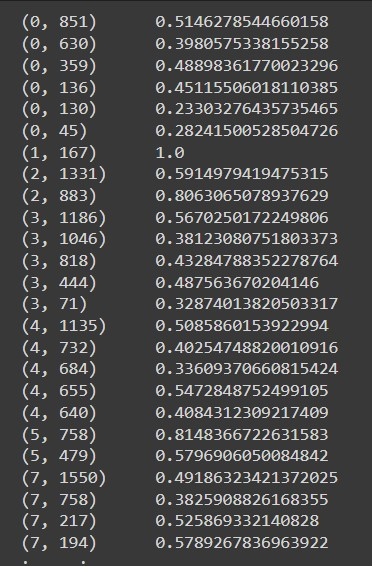 (0, 851) 0.5146278544660158
(0, 630) 0.3980575338155258
(0, 359) 0.48898361770023296
(0, 136) 0.45115506018110385
(0, 130) 0.23303276435735465
(0, 45) 0.28241500528504726
(1, 167) 1.0
(2, 1331) 0.5914979419475315
(2, 883) 0.8063065078937629
(3, 1186) 0.5670250172249806
(3, 1046) 0.38123080751803373
(3, 818) 0.43284788352278764
(3, 444) 0.487563670204146
(3, 71) 0.32874013820503317
(4, 1135) 0.5085860153922994
(4, 732) 0.40254748820010916
(4, 684) 0.33609370660815424
(4, 655) 0.5472848752499105
(4, 640) 0.4084312309217409
(5, 758) 0.8148366722631583
(5, 479) 0.5796906050084842
(7, 1550) 0.49186323421372025
(7, 758) 0.3825908826168355
(7, 217) 0.525869332140828
(7, 194) 0.5789267836963922
: :